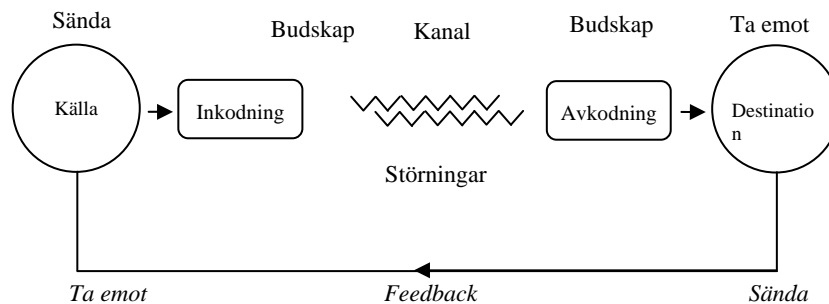 Sända
Budskap
Kanal
Budskap
Ta emot
Källa
Inkodning
Avkodning
Destinatio
n
Störningar
Ta emot
Feedback
Sända